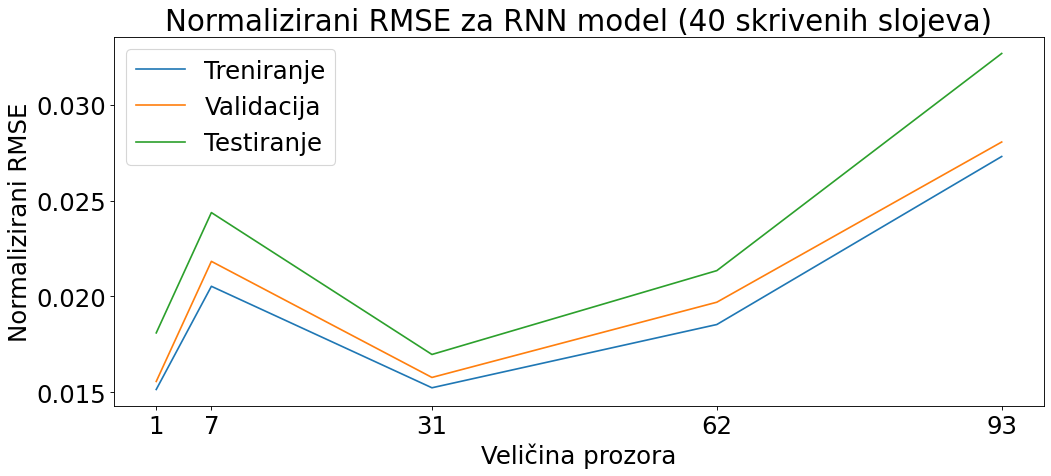 Normalizirani RMSE za RNN model (40 skrivenih slojeva)
Treniranje
Validacija
Testiranje
Normalizirani RMSE
0.030
0.025
0.020
0.015
1 7 31 62 93
Veličina prozora